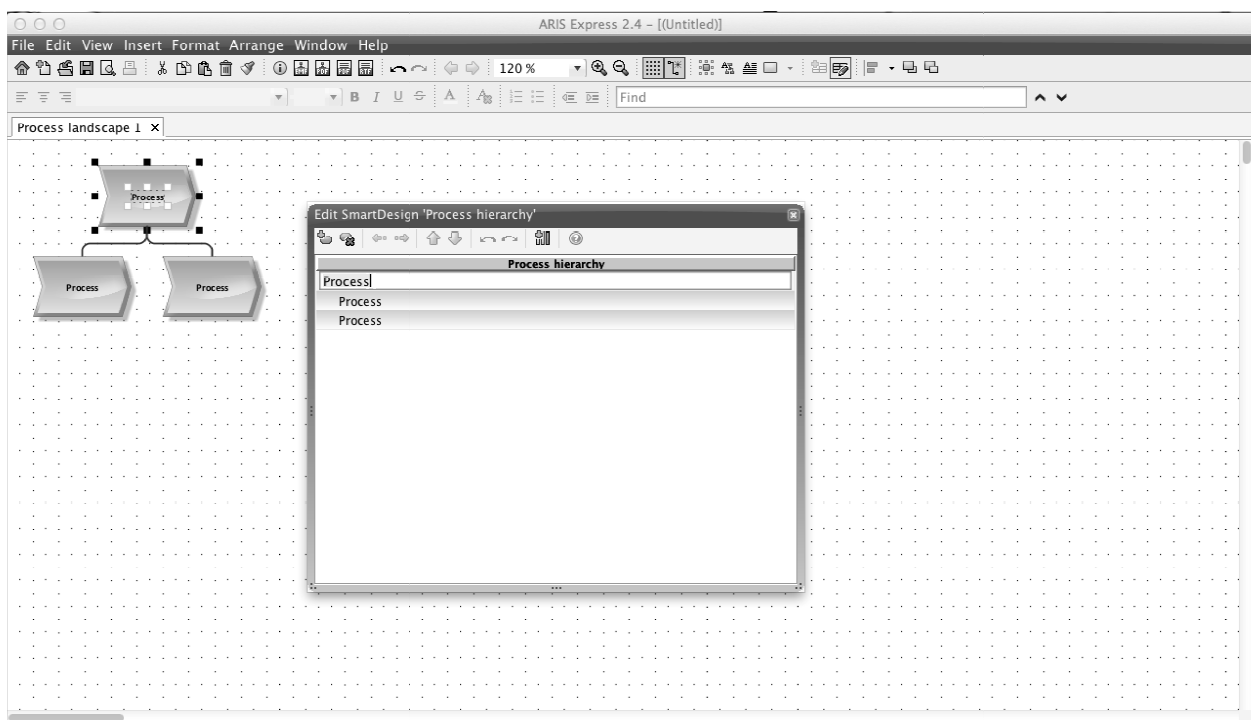 ARIS Express 2.4 – [(Untitled)]
File Edit View Insert Format Arrange Window Help
120 %
B I U S A
Find
Process landscape 1 ×
Process
Process Process
Edit SmartDesign 'Process hierarchy'
Process hierarchy
Process
Process
Process